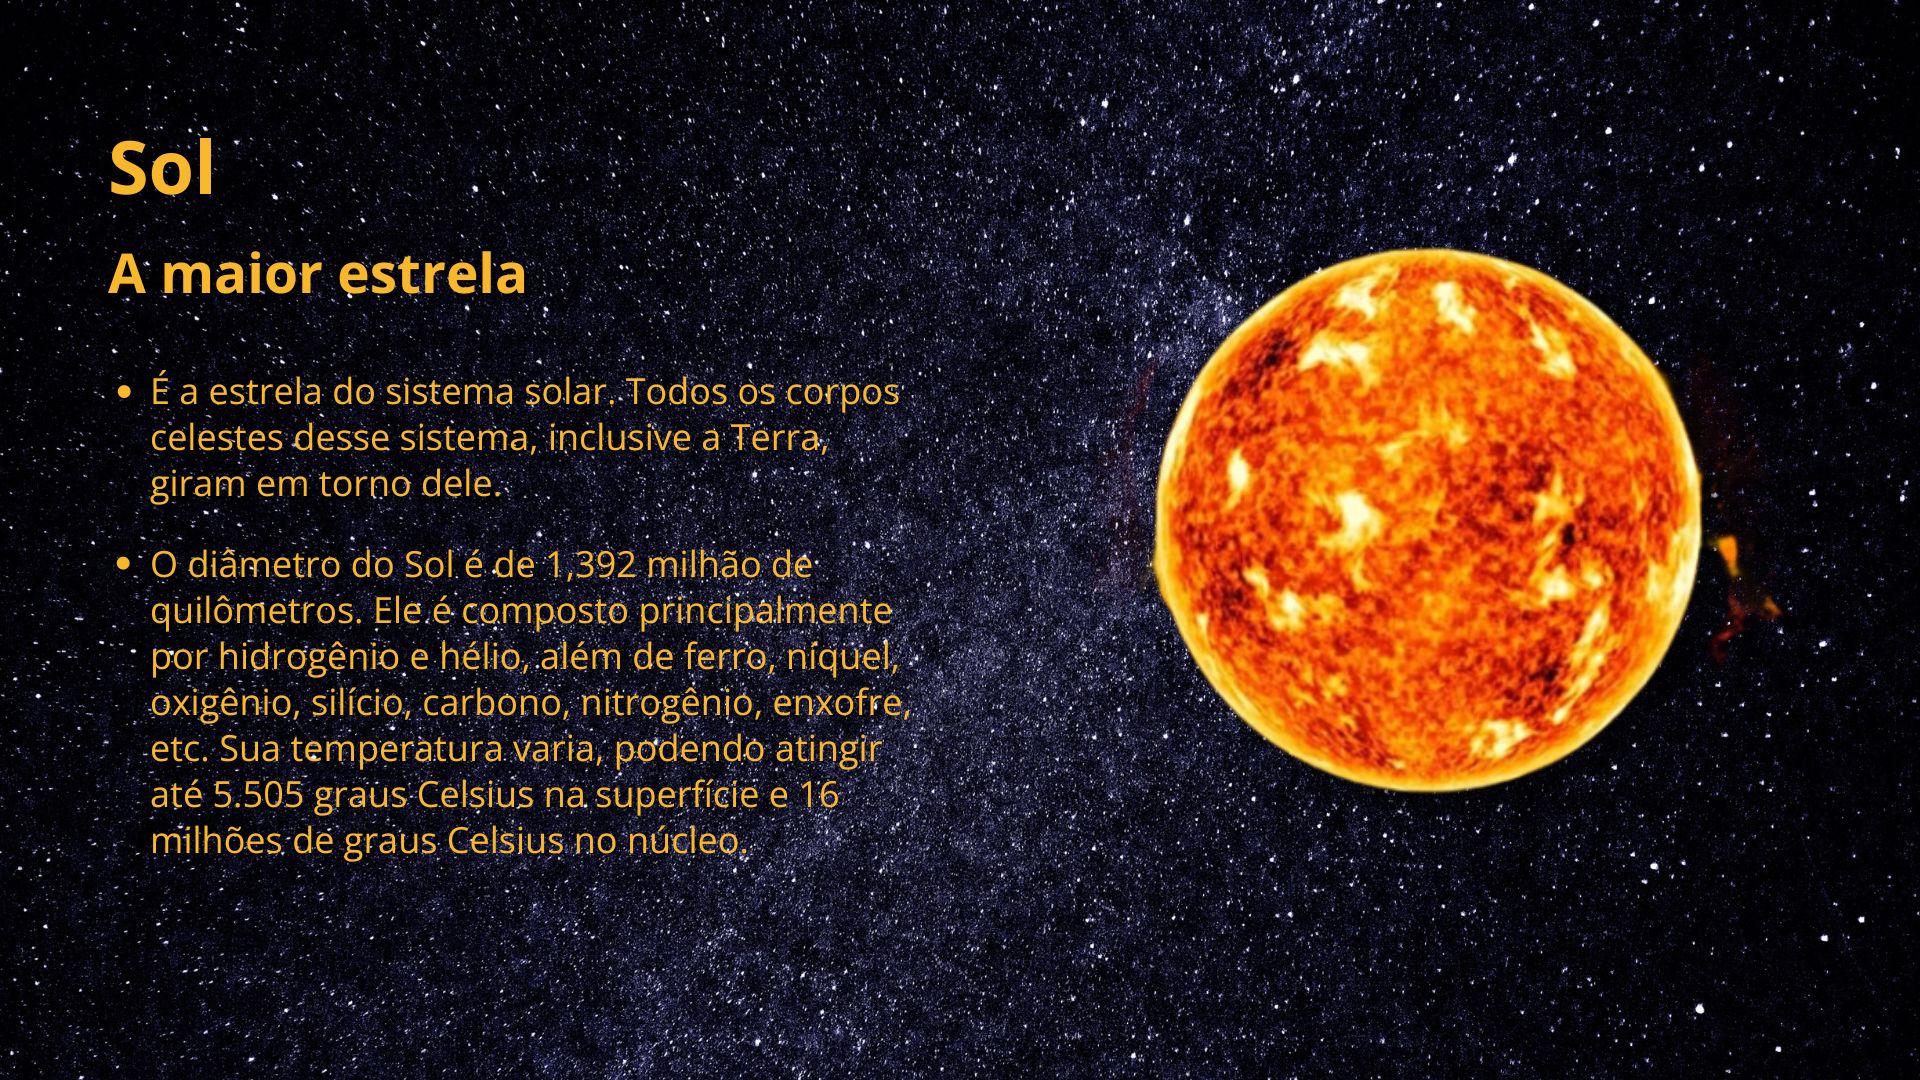 Sol
A maior estrela
• É a estrela do sistema solar. Todos os corpos
celestes desse sistema, inclusive a Terra,
giram em torno dele.
• O diâmetro do Sol é de 1,392 milhão de
quilômetros. Ele é composto principalmente
por hidrogênio e hélio, além de ferro, níquel,
oxigênio, silício, carbono, nitrogênio, enxofre,
etc. Sua temperatura varia, podendo atingir
até 5.505 graus Celsius na superfície e 16
milhões de graus Celsius no núcleo.